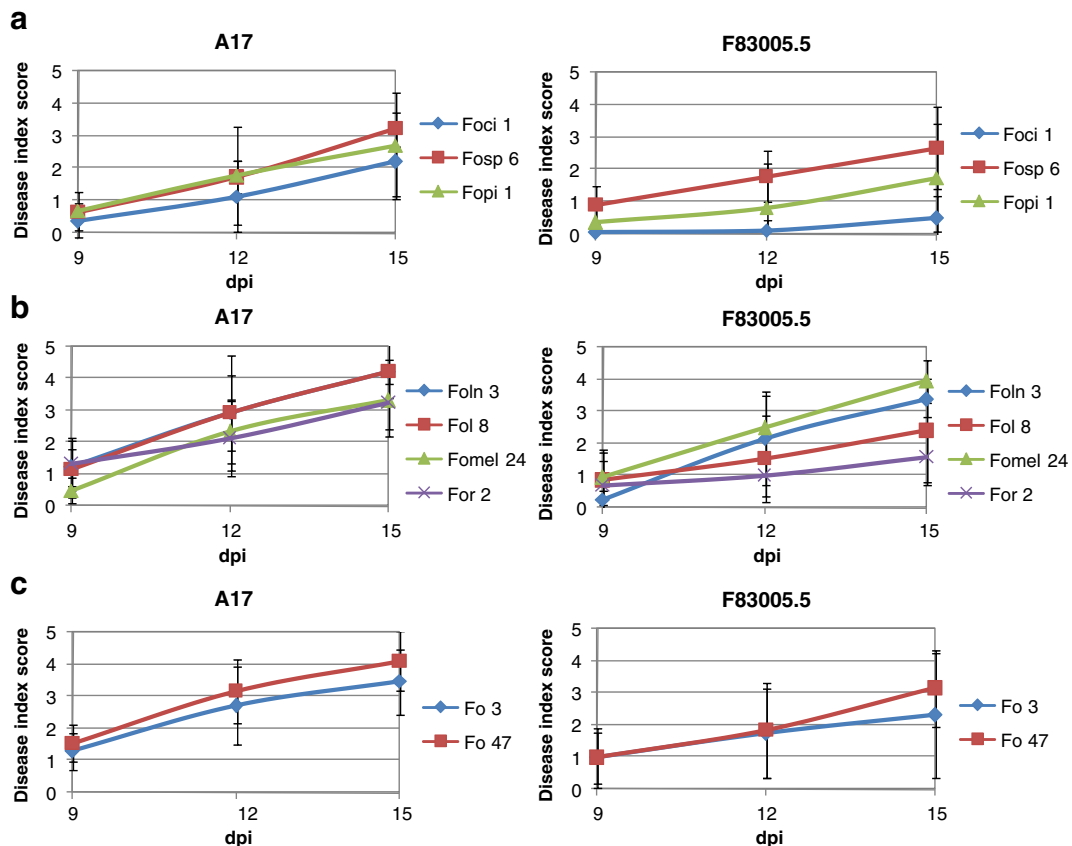 a
A17
Disease index score
5
4
3
2
1
0
9
12
15
dpi
Foci 1
Fosp 6
Fopi 1
F83005.5
Disease index score
5
4
3
2
1
0
9
12
15
dpi
Foci 1
Fosp 6
Fopi 1
b
A17
Disease index score
5
4
3
2
1
0
9
12
15
dpi
Foln 3
Fol 8
Fomel 24
For 2
F83005.5
Disease index score
5
4
3
2
1
0
9
12
15
dpi
Foln 3
Fol 8
Fomel 24
For 2
c
A17
Disease index score
5
4
3
2
1
0
9
12
15
dpi
Fo 3
Fo 47
F83005.5
Disease index score
5
4
3
2
1
0
9
12
15
dpi
Fo 3
Fo 47